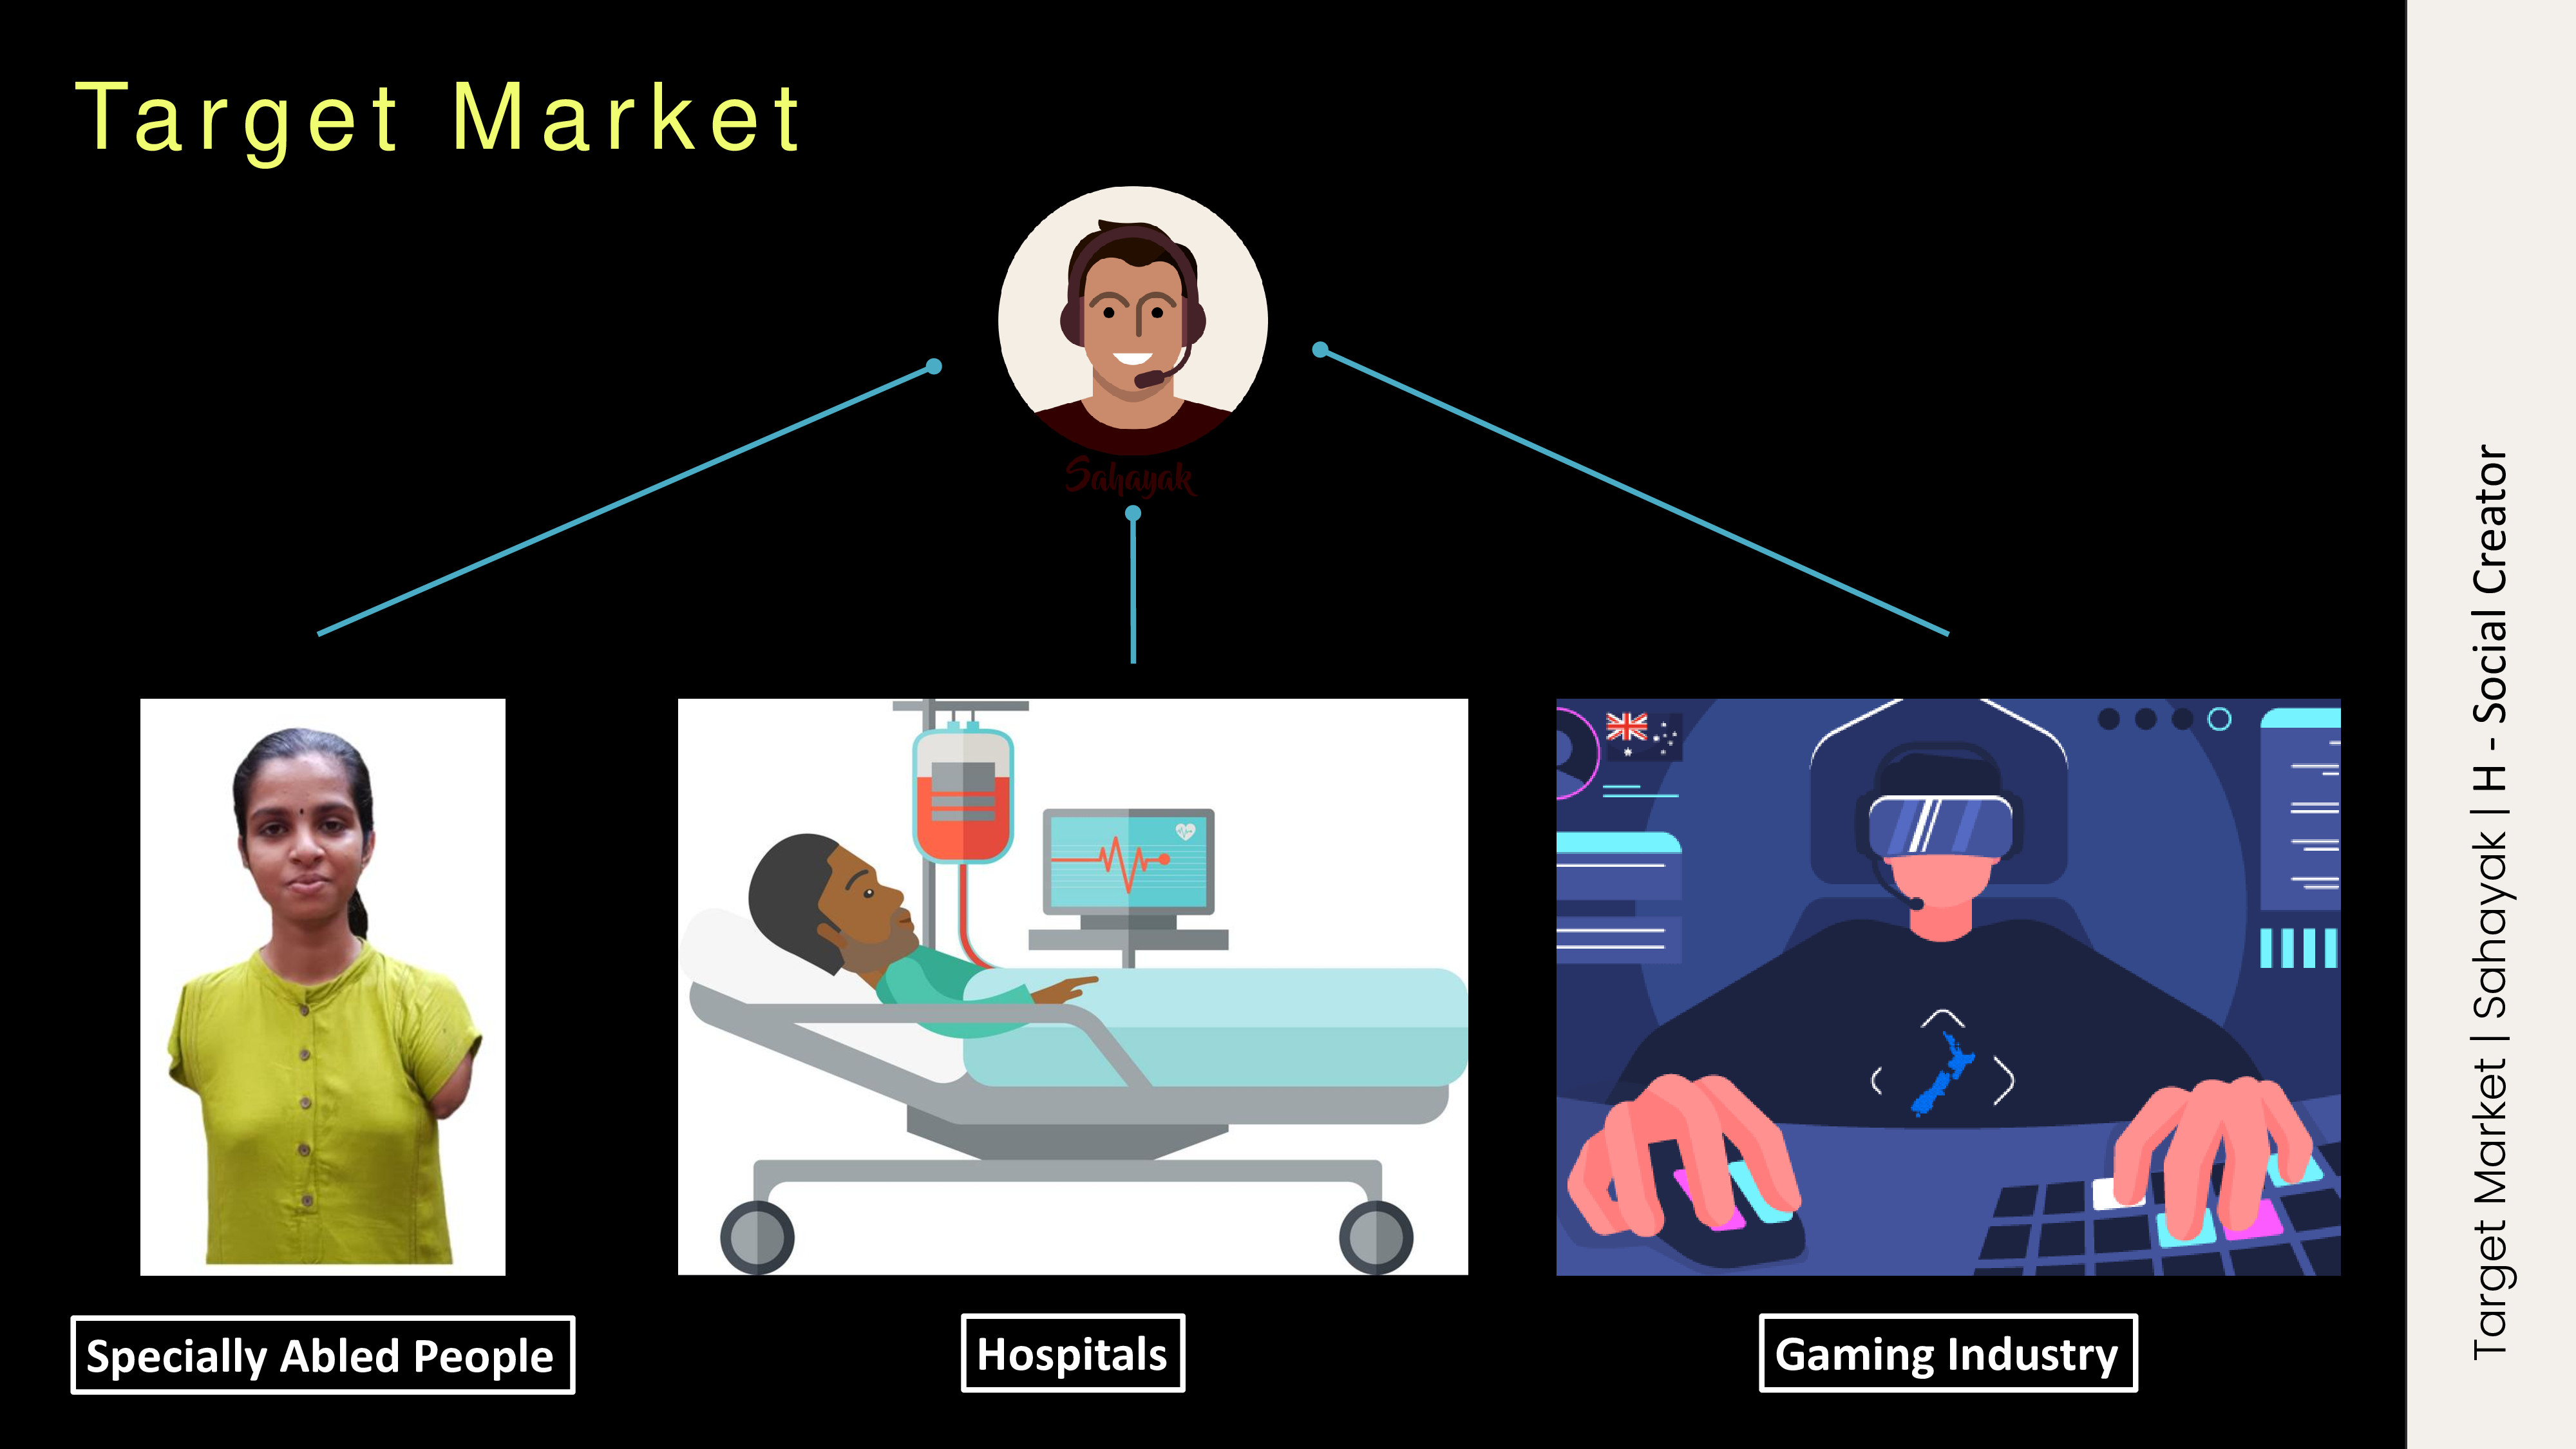 Target Market
Sahayak
Specially Abled People
Hospitals
Gaming Industry
Target Market | Sahayak | H - Social Creator